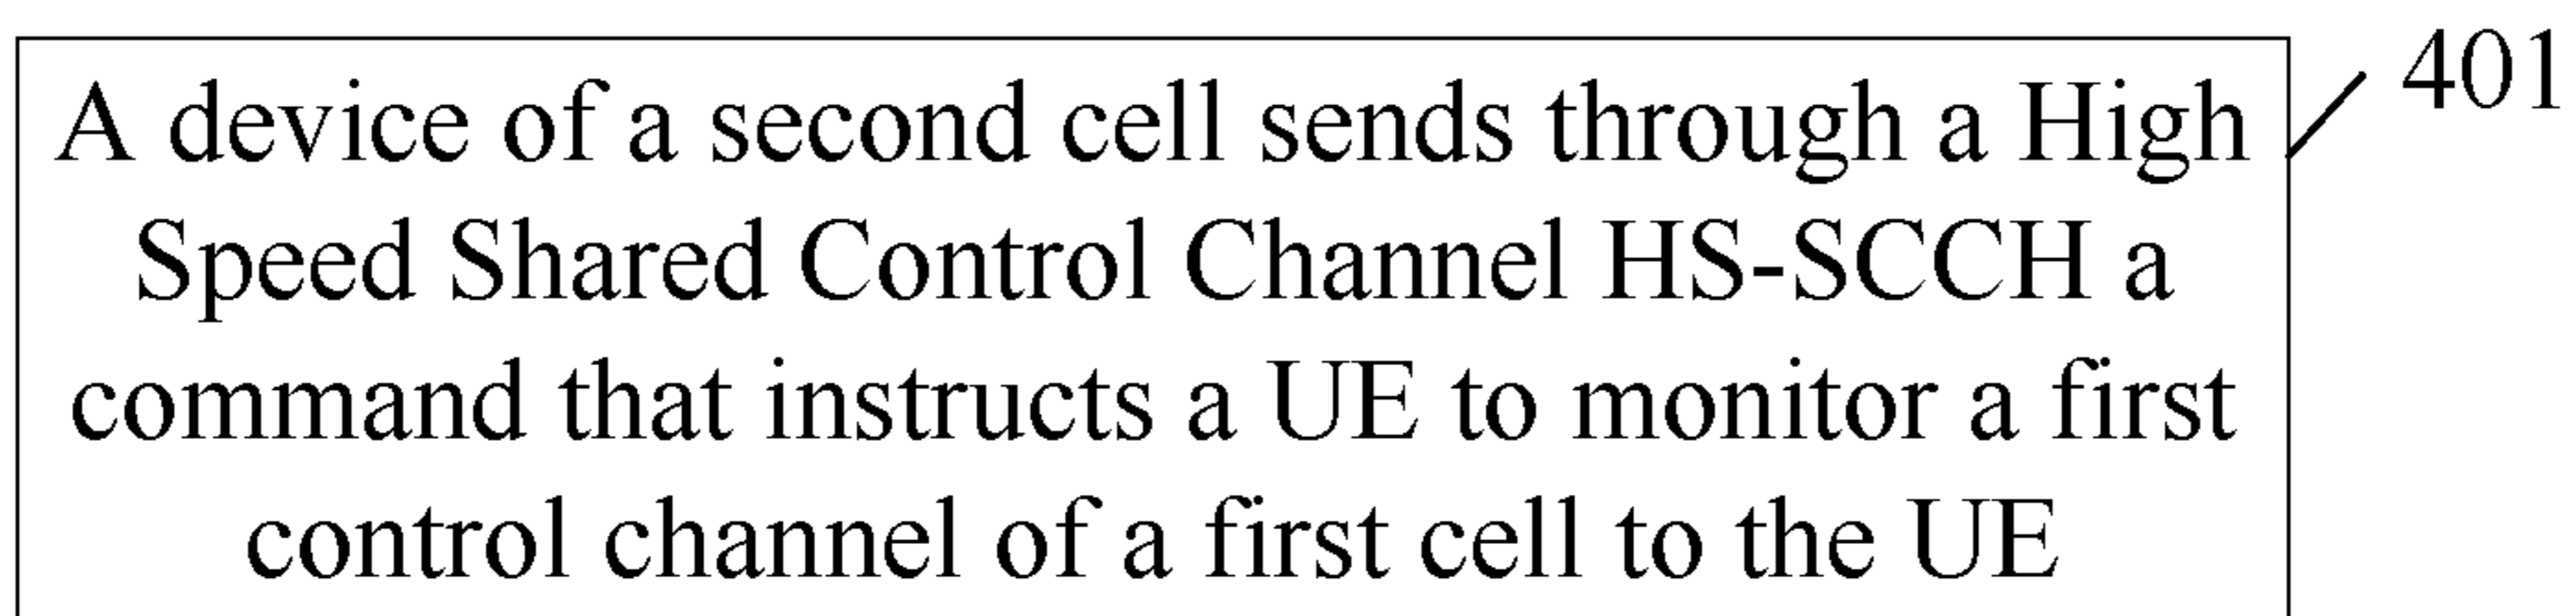 A device of a second cell sends through a High
Speed Shared Control Channel HS-SCCH a
command that instructs a UE to monitor a first
control channel of a first cell to the UE
401